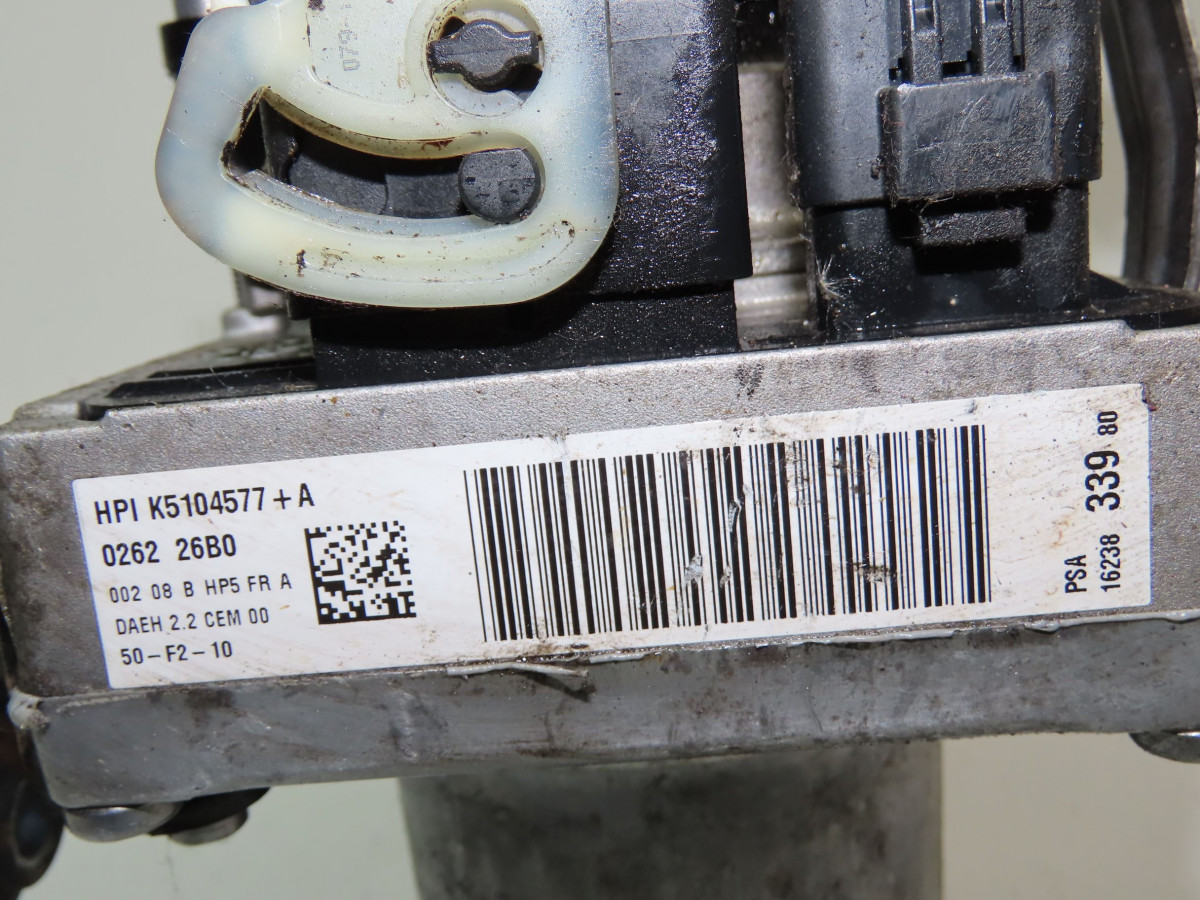 HPI K5104577+A
0262 26B0
002 08 B HP5 FR A
DAEH 2.2 CEM 00
50-F2-10
PSA
16238 339 80